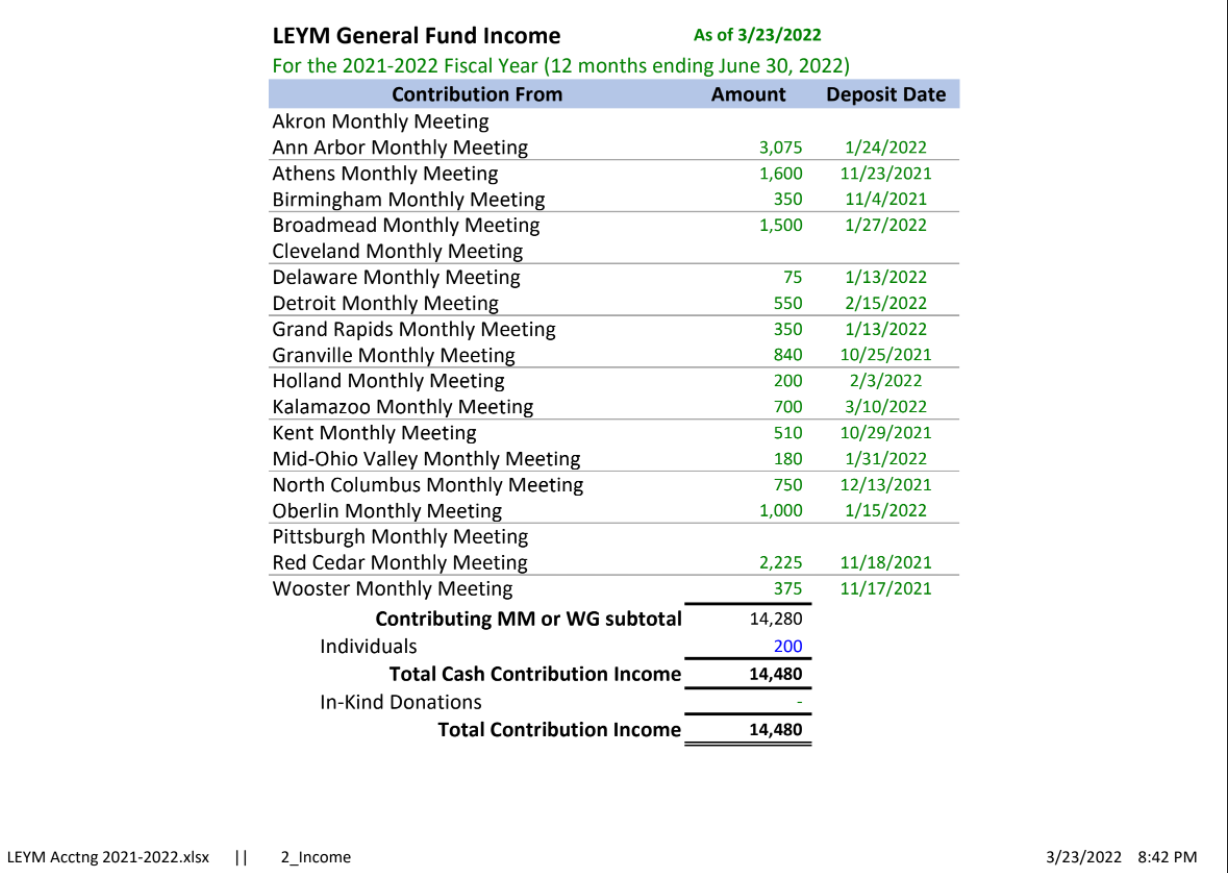 LEYM General Fund Income As of 3/23/2022
For the 2021-2022 Fiscal Year (12 months ending June 30, 2022)
Contribution From Amount Deposit Date
Akron Monthly Meeting
Ann Arbor Monthly Meeting 3,075 1/24/2022
Athens Monthly Meeting 1,600 11/23/2021
Birmingham Monthly Meeting 350 11/4/2021
Broadmead Monthly Meeting 1,500 1/27/2022
Cleveland Monthly Meeting
Delaware Monthly Meeting 75 1/13/2022
Detroit Monthly Meeting 550 2/15/2022
Grand Rapids Monthly Meeting 350 1/13/2022
Granville Monthly Meeting 840 10/25/2021
Holland Monthly Meeting 200 2/3/2022
Kalamazoo Monthly Meeting 700 3/10/2022
Kent Monthly Meeting 510 10/29/2021
Mid-Ohio Valley Monthly Meeting 180 1/31/2022
North Columbus Monthly Meeting 750 12/13/2021
Oberlin Monthly Meeting 1,000 1/15/2022
Pittsburgh Monthly Meeting
Red Cedar Monthly Meeting 2,225 11/18/2021
Wooster Monthly Meeting 375 11/17/2021
Contributing MM or WG subtotal 14,280
Individuals 200
Total Cash Contribution Income 14,480
In-Kind Donations -
Total Contribution Income 14,480
LEYM Acctng 2021-2022.xlsx || 2_Income 3/23/2022 8:42 PM